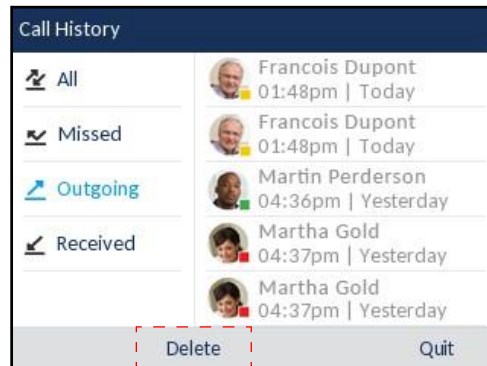 Call History
All
Missed
Outgoing
Received
Francois Dupont
01:48pm | Today
Francois Dupont
01:48pm | Today
Martin Perderson
04:36pm | Yesterday
Martha Gold
04:37pm | Yesterday
Martha Gold
04:37pm | Yesterday
Delete
Quit